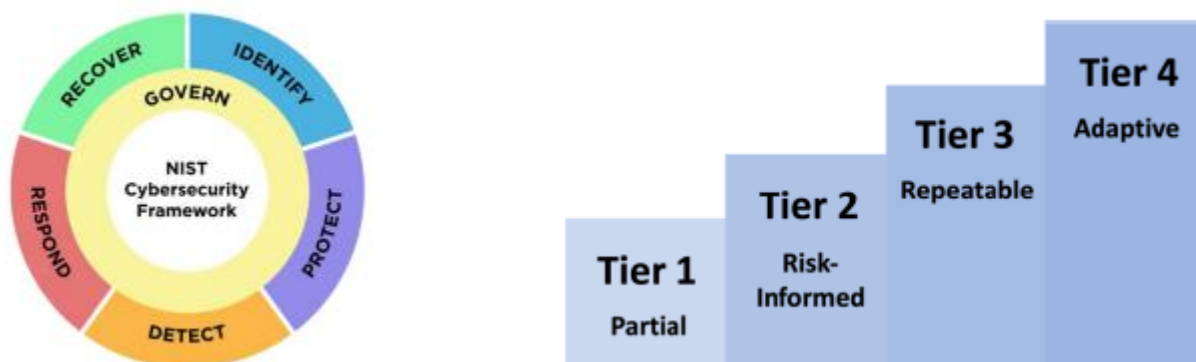 RECOVER
IDENTIFY
GOVERN
NIST
Cybersecurity
Framework
RESPOND
PROTECT
DETECT
Tier 1
Partial
Tier 2
Risk-
Informed
Tier 3
Repeatable
Tier 4
Adaptive